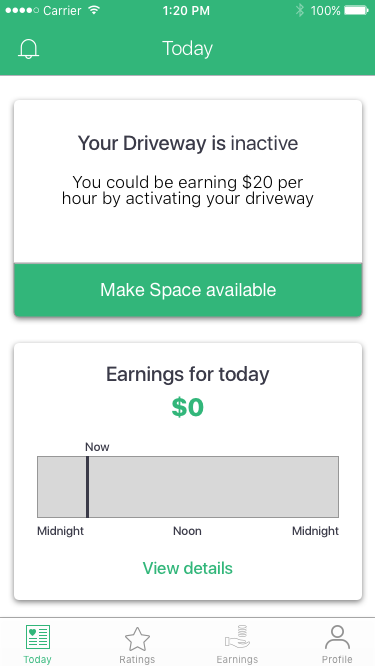 Carrier 1:20 PM 100%
Today
Your Driveway is inactive
You could be earning $20 per
hour by activating your driveway
Make Space available
Earnings for today
$0
Now
Midnight Noon Midnight
View details
Today Ratings Earnings Profile